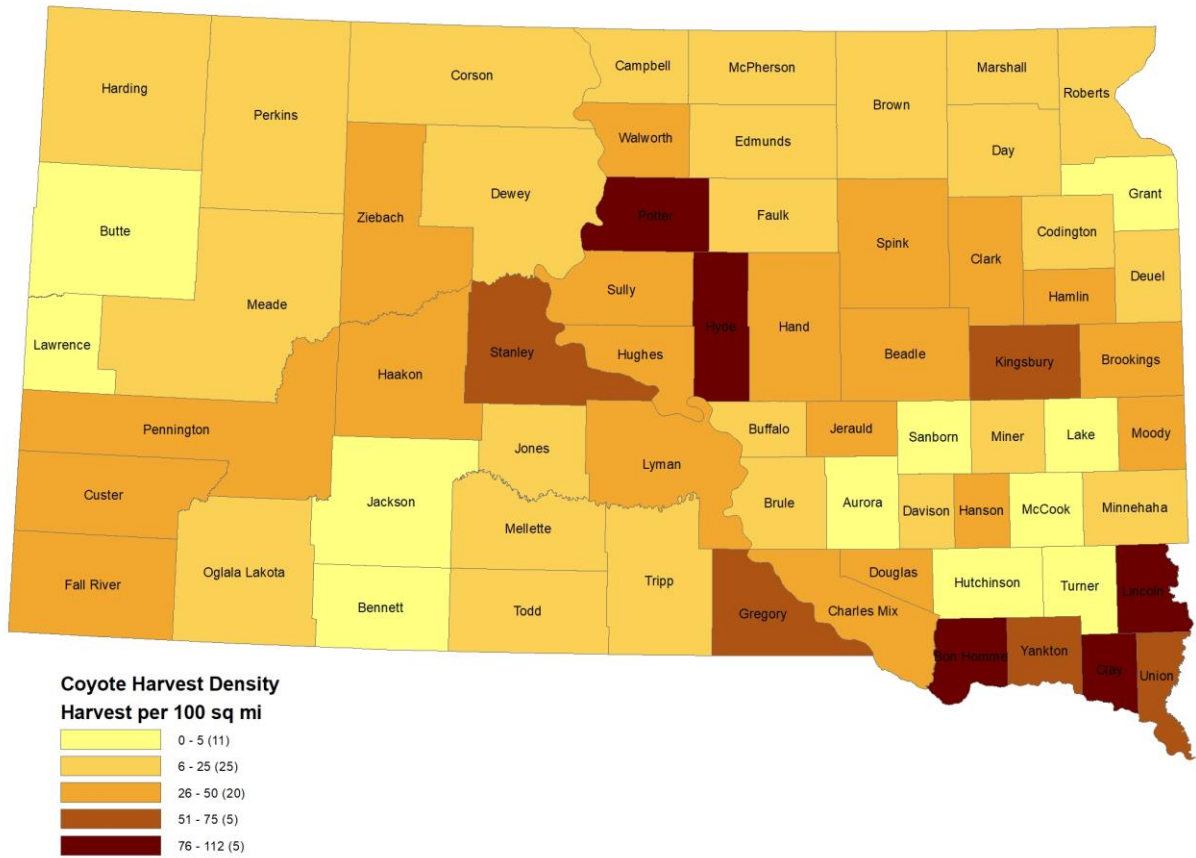 Harding
Perkins
Corson
Campbell
McPherson
Brown
Marshall
Roberts
Walworth
Edmunds
Day
Dewey
Ziebach
Potter
Faulk
Grant
Butte
Spink
Clark
Codington
Deuel
Meade
Sully
Hyde
Hand
Hamlin
Lawrence
Haakon
Stanley
Hughes
Beadle
Kingsbury
Brookings
Pennington
Jones
Lyman
Buffalo
Jerauld
Sanborn
Miner
Lake
Moody
Custer
Jackson
Mellette
Brule
Aurora
Davison
Hanson
McCook
Minnehaha
Fall River
Oglala Lakota
Bennett
Todd
Tripp
Gregory
Charles Mix
Douglas
Hutchinson
Turner
Lincoln
Bon Homme
Yankton
Clay
Union
Coyote Harvest Density
Harvest per 100 sq mi
0 - 5 (11)
6 - 25 (25)
26 - 50 (20)
51 - 75 (5)
76 - 112 (5)